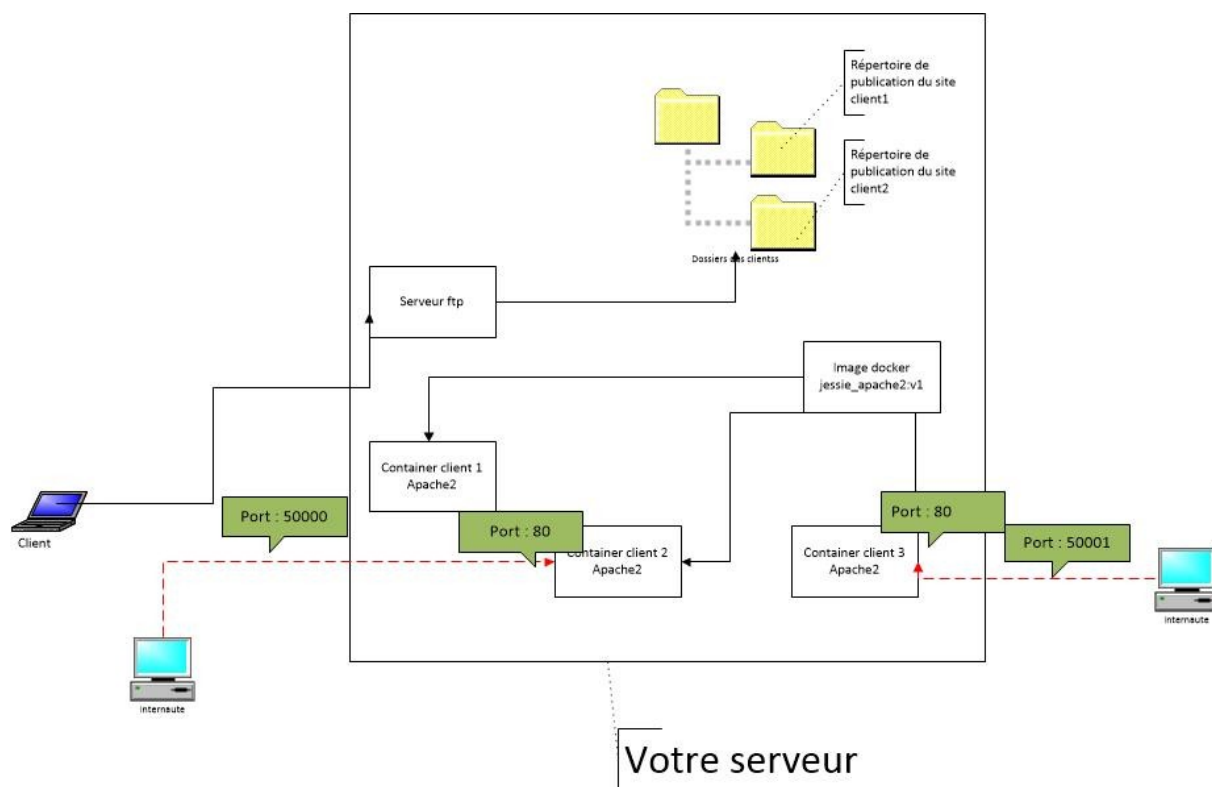 Répertoire de
publication du site
client1
Répertoire de
publication du site
client2
Dossiers des clientss
Serveur ftp
Image docker
jessie_apache2:v1
Container client 1
Apache2
Client
Port : 50000
Port : 80
Container client 2
Apache2
Port : 80
Container client 3
Apache2
Port : 50001
internaute
internaute
Votre serveur